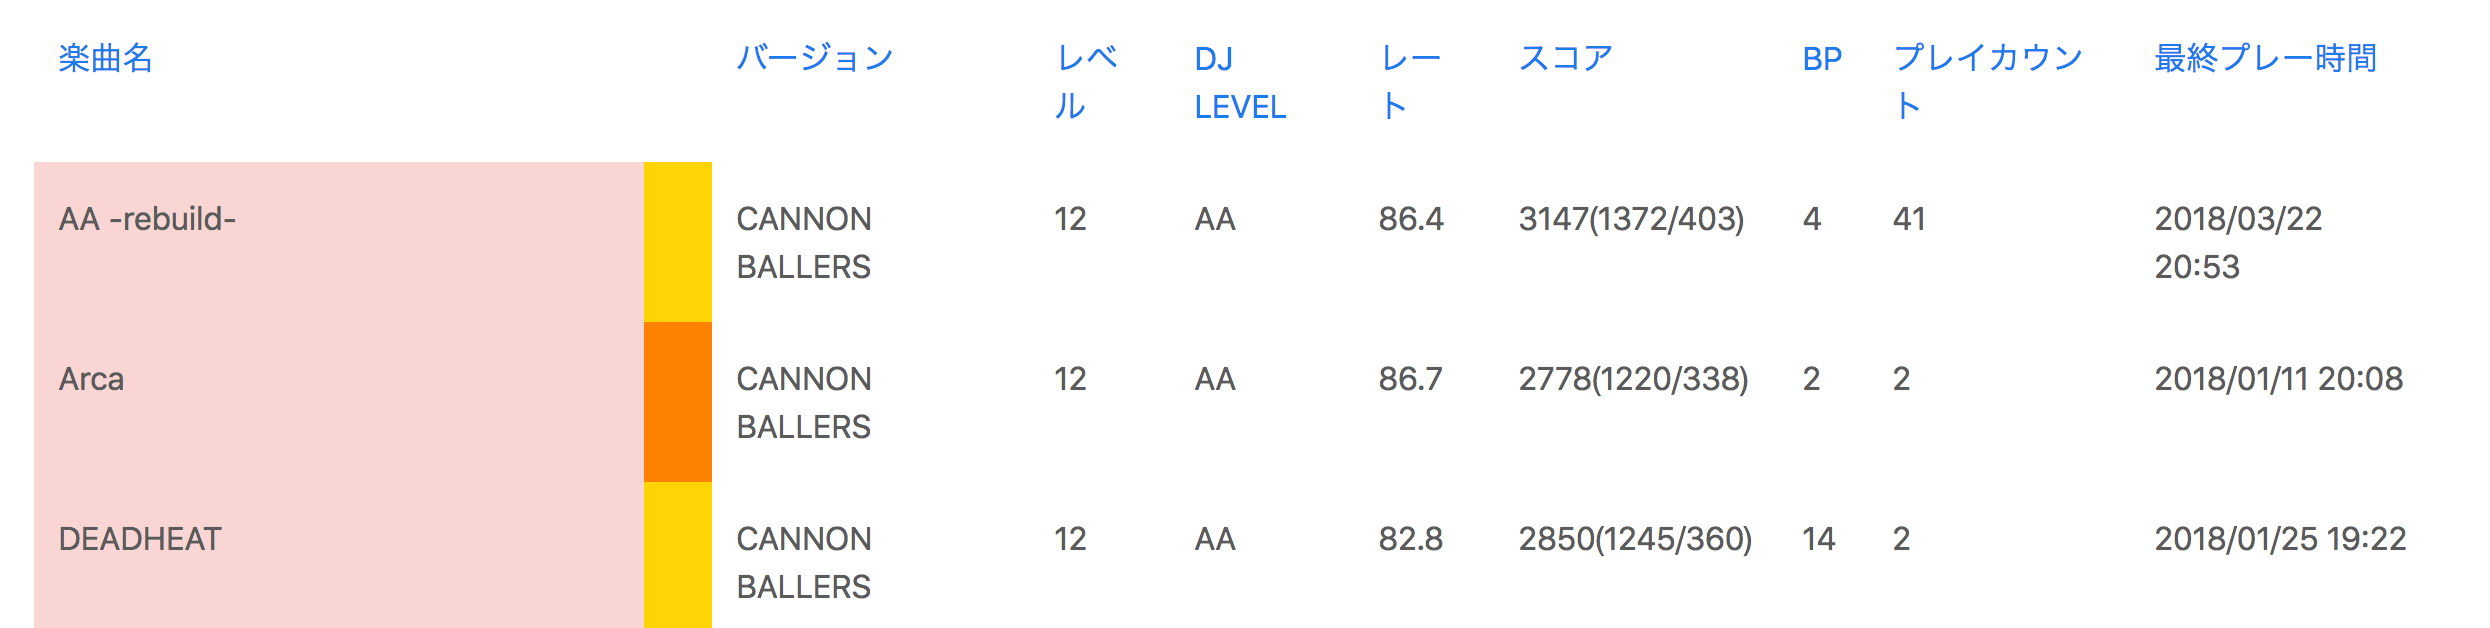 楽曲名 バージョン レベ DJ レー スコア BP プレイカウン 最終プレー時間
ル LEVEL ト ト
AA -rebuild- CANNON 12 AA 86.4 3147(1372/403) 4 41 2018/03/22
BALLERS 20:53
Arca CANNON 12 AA 86.7 2778(1220/338) 2 2 2018/01/11 20:08
BALLERS
DEADHEAT CANNON 12 AA 82.8 2850(1245/360) 14 2 2018/01/25 19:22
BALLERS